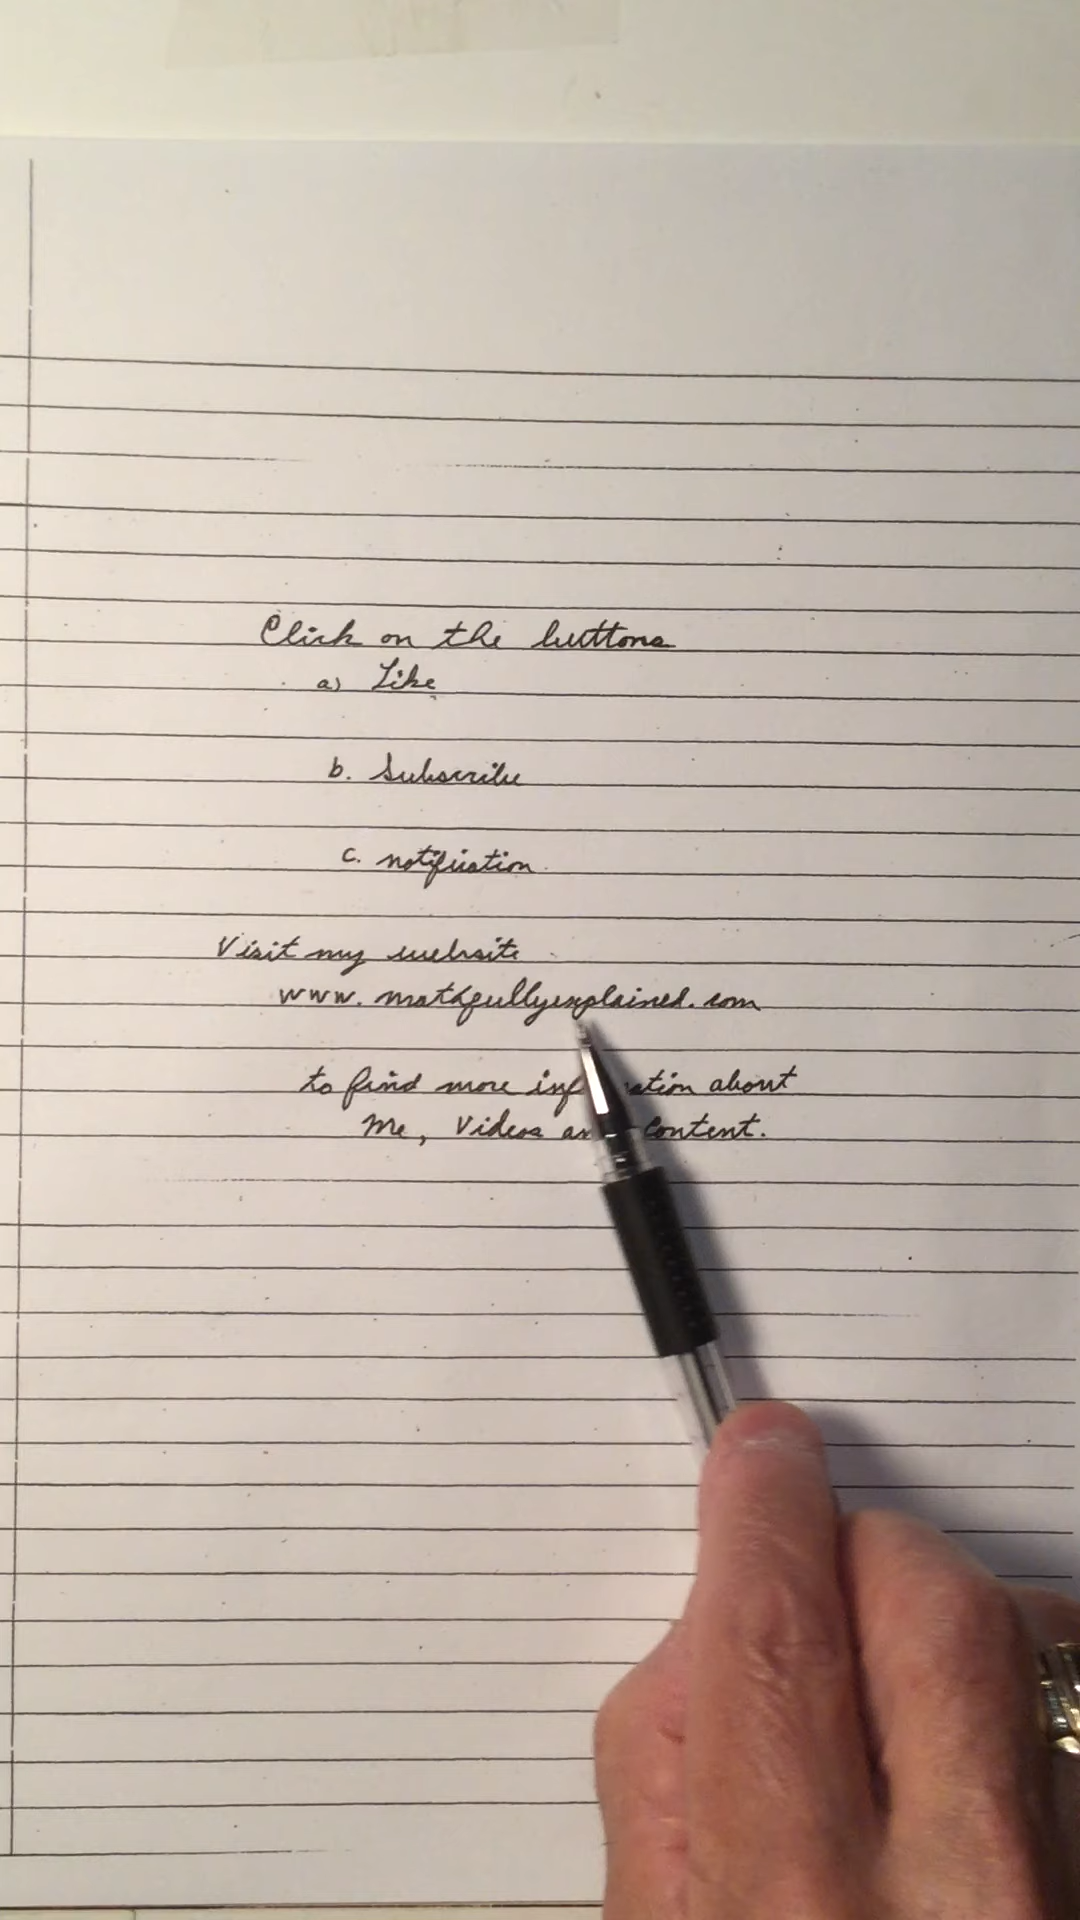 Click on the buttons
a) Like
b. Subscribe
c. notification
Visit my website
www.mathfullyexplained.com
to find more about
Me, Videos content.